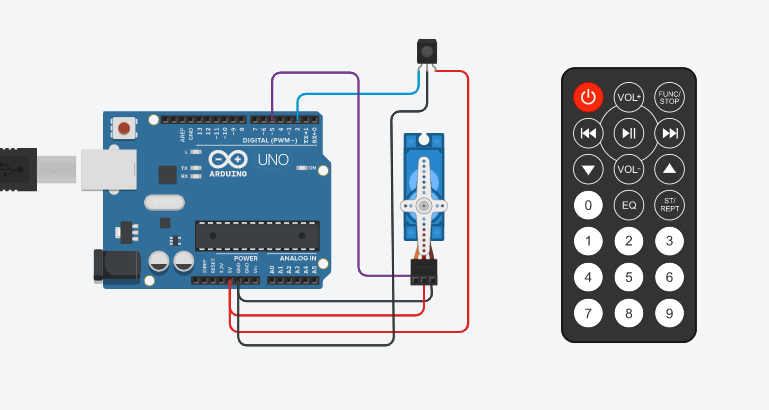 AREF
GND
13
12
~11
~10
~9
8
7
~6
~5
4
~3
2
TX→1
RX←0
DIGITAL (PWM~)
L
TX
RX
UNO
ARDUINO
ON
POWER
ANALOG IN
IOREF
RESET
3.3V
5V
GND
GND
Vin
A0
A1
A2
A3
A4
A5
VOL+
FUNC/
STOP
VOL-
0
EQ
ST/
REPT
1 2 3
4 5 6
7 8 9